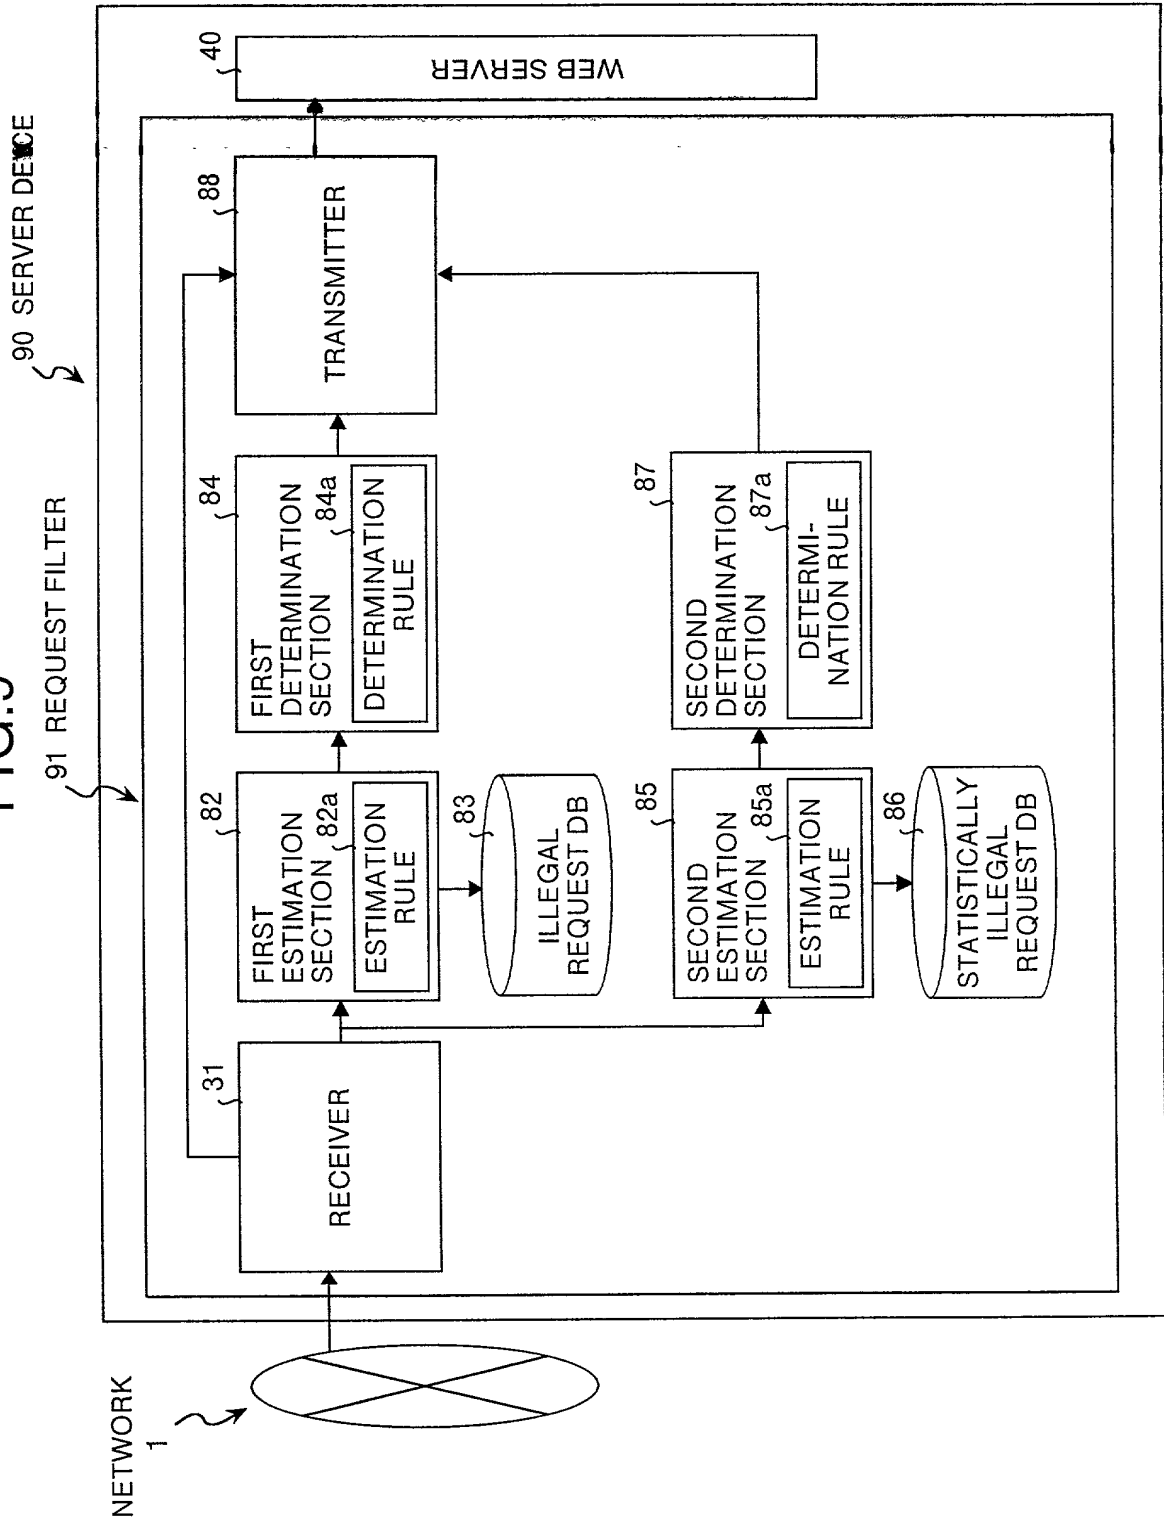 90 SERVER DEVICE
91 REQUEST FILTER
NETWORK
1
31
RECEIVER
82
FIRST
ESTIMATION
SECTION
82a
ESTIMATION
RULE
83
ILLEGAL
REQUEST DB
84
FIRST
DETERMINATION
SECTION
84a
DETERMINATION
RULE
88
TRANSMITTER
40
WEB SERVER
85
SECOND
ESTIMATION
SECTION
85a
ESTIMATION
RULE
86
STATISTICALLY
ILLEGAL
REQUEST DB
87
SECOND
DETERMINATION
SECTION
87a
DETERMI-
NATION RULE